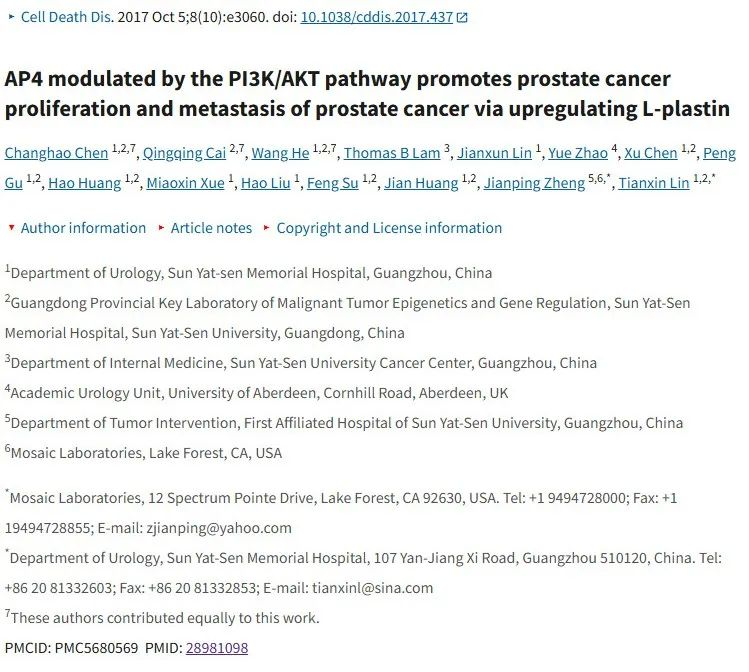 Cell Death Dis. 2017 Oct 5;8(10):e3060. doi: 10.1038/cddis.2017.437
AP4 modulated by the PI3K/AKT pathway promotes prostate cancer
proliferation and metastasis of prostate cancer via upregulating L-plastin
Changhao Chen 1,2,7, Qingqing Cai 2,7, Wang He 1,2,7, Thomas B Lam 3, Jianxun Lin 1, Yue Zhao 4, Xu Chen 1,2, Peng
Gu 1,2, Hao Huang 1,2, Miaoxin Xue 1, Hao Liu 1, Feng Su 1,2, Jian Huang 1,2, Jianping Zheng 5,6,*, Tianxin Lin 1,2,*
Author information Article notes Copyright and License information
1Department of Urology, Sun Yat-sen Memorial Hospital, Guangzhou, China
2Guangdong Provincial Key Laboratory of Malignant Tumor Epigenetics and Gene Regulation, Sun Yat-Sen
Memorial Hospital, Sun Yat-Sen University, Guangdong, China
3Department of Internal Medicine, Sun Yat-Sen University Cancer Center, Guangzhou, China
4Academic Urology Unit, University of Aberdeen, Cornhill Road, Aberdeen, UK
5Department of Tumor Intervention, First Affiliated Hospital of Sun Yat-Sen University, Guangzhou, China
6Mosaic Laboratories, Lake Forest, CA, USA
*Mosaic Laboratories, 12 Spectrum Pointe Drive, Lake Forest, CA 92630, USA. Tel: +1 9494728000; Fax: +1
19494728855; E-mail: zjianping@yahoo.com
*Department of Urology, Sun Yat-Sen Memorial Hospital, 107 Yan-Jiang Xi Road, Guangzhou 510120, China. Tel:
+86 20 81332603; Fax: +86 20 81332853; E-mail: tianxinl@sina.com
7These authors contributed equally to this work.
PMCID: PMC5680569 PMID: 28981098